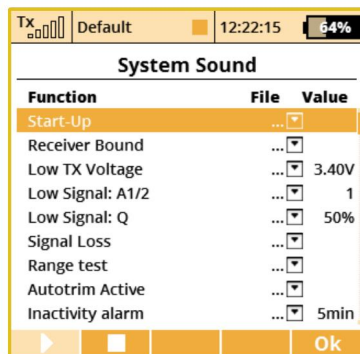 Tx Default 12:22:15 64%
System Sound
Function File Value
Start-Up ...
Receiver Bound ...
Low TX Voltage ... 3.40V
Low Signal: A1/2 ... 1
Low Signal: Q ... 50%
Signal Loss ...
Range test ...
Autotrim Active ...
Inactivity alarm ... 5min
Ok